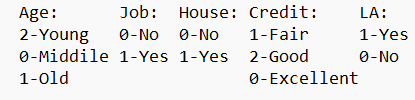 Age: Job: House: Credit: LA:
2-Young 0-No 0-No 1-Fair 1-Yes
0-Middile 1-Yes 1-Yes 2-Good 0-No
1-Old 0-Excellent